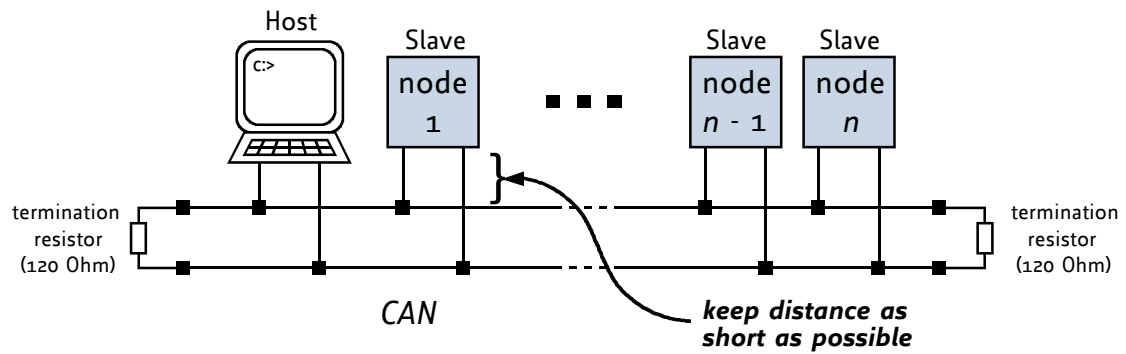 Host
C:>
Slave
node
1
Slave
node
n - 1
Slave
node
n
termination
resistor
(120 Ohm)
termination
resistor
(120 Ohm)
CAN
keep distance as
short as possible